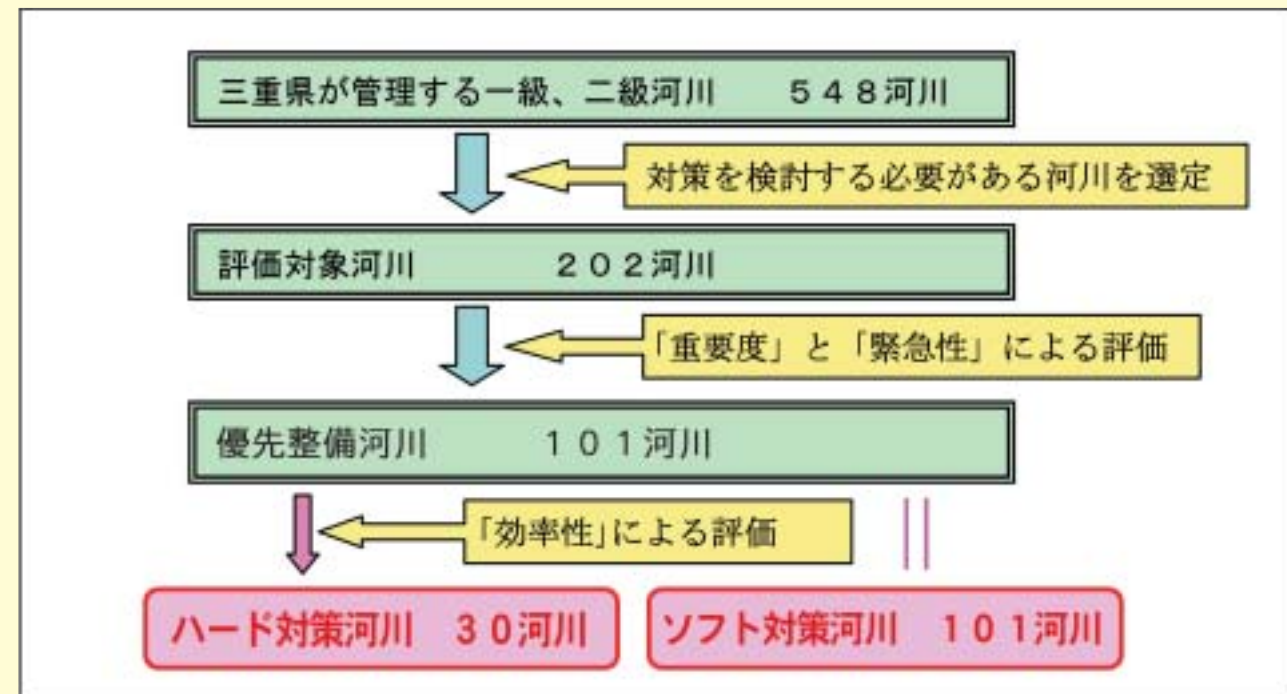 三重県が管理する一級、二級河川　　５４８河川
対策を検討する必要がある河川を選定
評価対象河川　　　　２０２河川
「重要度」と「緊急性」による評価
優先整備河川　　　　１０１河川
「効率性」による評価
ハード対策河川　３０河川
ソフト対策河川　１０１河川